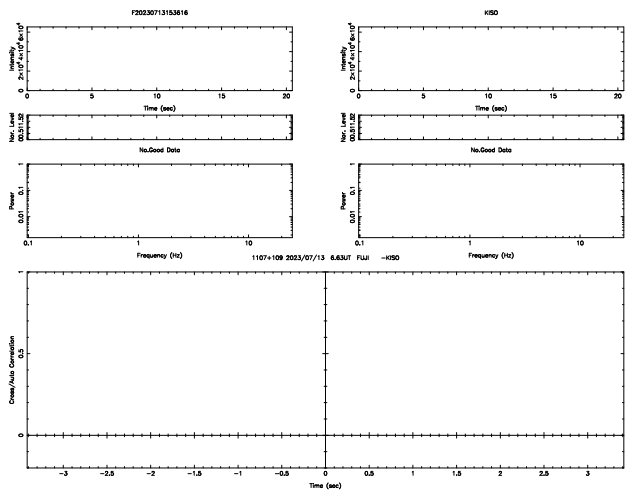 F20230713153616
KISO
Intensity
0 2×10⁴ 4×10⁴ 6×10⁴
0 5 10 15 20
Time (sec)
Intensity
0 2×10⁴ 4×10⁴ 6×10⁴
0 5 10 15 20
Time (sec)
Nor. Level
0 0.5 1 1.5 2
Nor. Level
0 0.5 1 1.5 2
No.Good Data
No.Good Data
Power
1
0.1
0.01
0.1 1 10
Frequency (Hz)
Power
1
0.1
0.01
0.1 1 10
Frequency (Hz)
1107+109 2023/07/13 6.63UT FUJI -KISO
Cross/Auto Correlation
1
0.5
0
-3 -2.5 -2 -1.5 -1 -0.5 0 0.5 1 1.5 2 2.5 3
Time (sec)